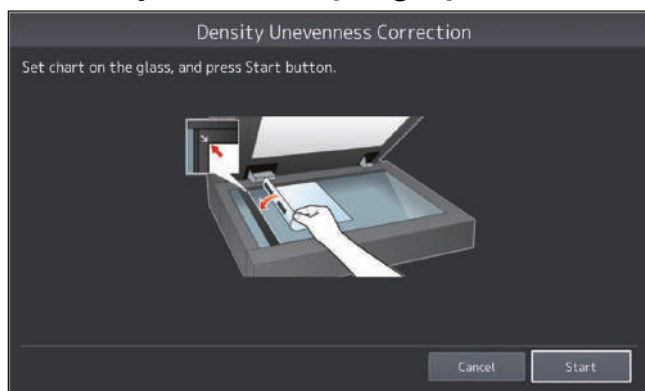 Density Unevenness Correction
Set chart on the glass, and press Start button.
Cancel
Start